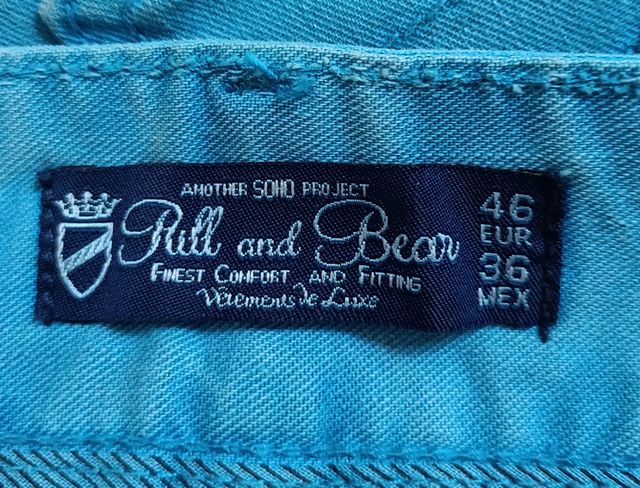 ANOTHER SOHO PROJECT
Pull and Bear
FINEST COMFORT AND FITTING
Vêtements de Luxe
46
EUR
36
MEX